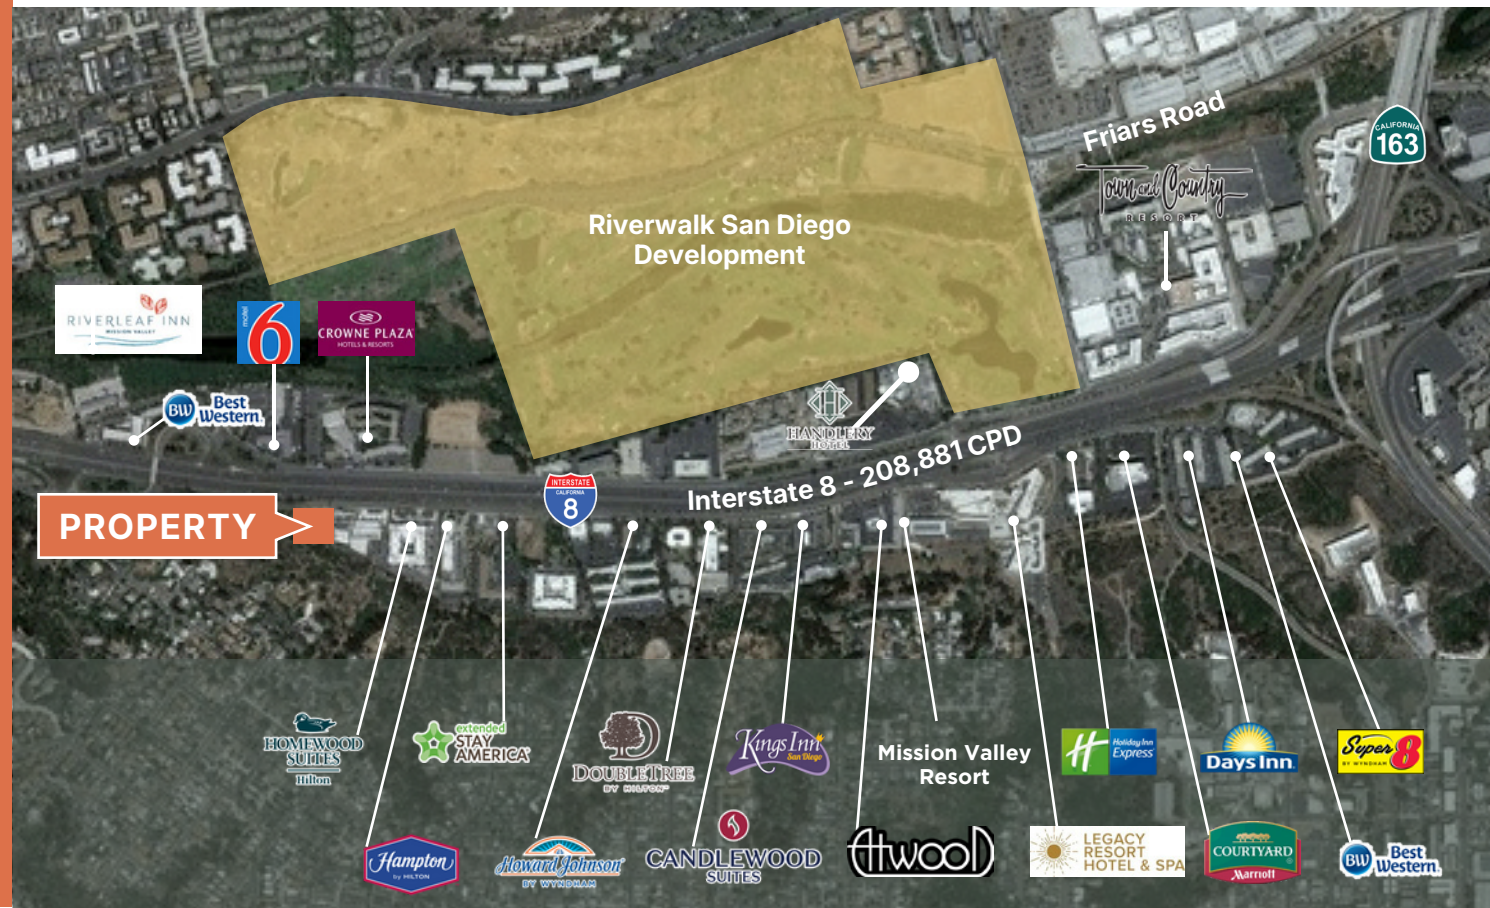 Friars Road
CALIFORNIA
163
Town and Country
RESORT
Riverwalk San Diego
Development
RIVERLEAF INN
MISSION VALLEY
motel
6
CROWNE PLAZA
HOTELS & RESORTS
BW
Best
Western.
HANDLERY
HOTEL
Interstate 8 - 208,881 CPD
INTERSTATE
CALIFORNIA
8
PROPERTY
HOMEWOOD
SUITES
Hilton
extended
STAY
AMERICA
DOUBLETREE
BY HILTON™
Kings Inn
San Diego
Mission Valley
Resort
H
Holiday Inn
Express
Days Inn.
Super 8
BY WYNDHAM
Hampton
by HILTON
Howard Johnson
BY WYNDHAM
CANDLEWOOD
SUITES
Atwood
LEGACY
RESORT
HOTEL & SPA
COURTYARD
Marriott
BW
Best
Western.